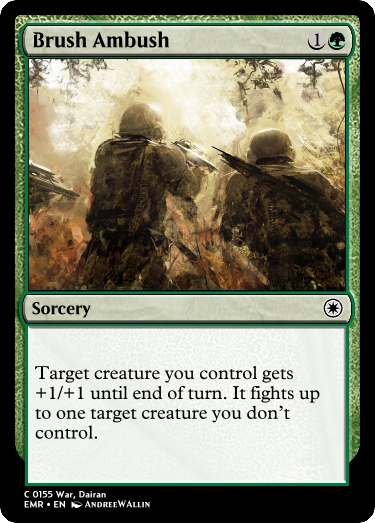 Brush Ambush 1
Sorcery
Target creature you control gets
+1/+1 until end of turn. It fights up
to one target creature you don't
control.
C 0155 War, Dairan
EMR • EN AndreeWallin